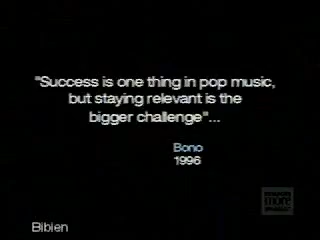 "Success is one thing in pop music,
but staying relevant is the
bigger challenge"...
Bono
1996
more
Bibien